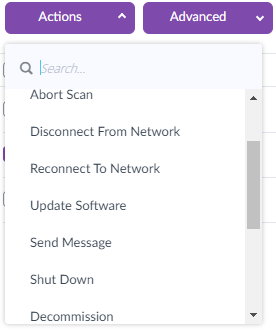 Actions
Advanced
Search...
Abort Scan
Disconnect From Network
Reconnect To Network
Update Software
Send Message
Shut Down
Decommission